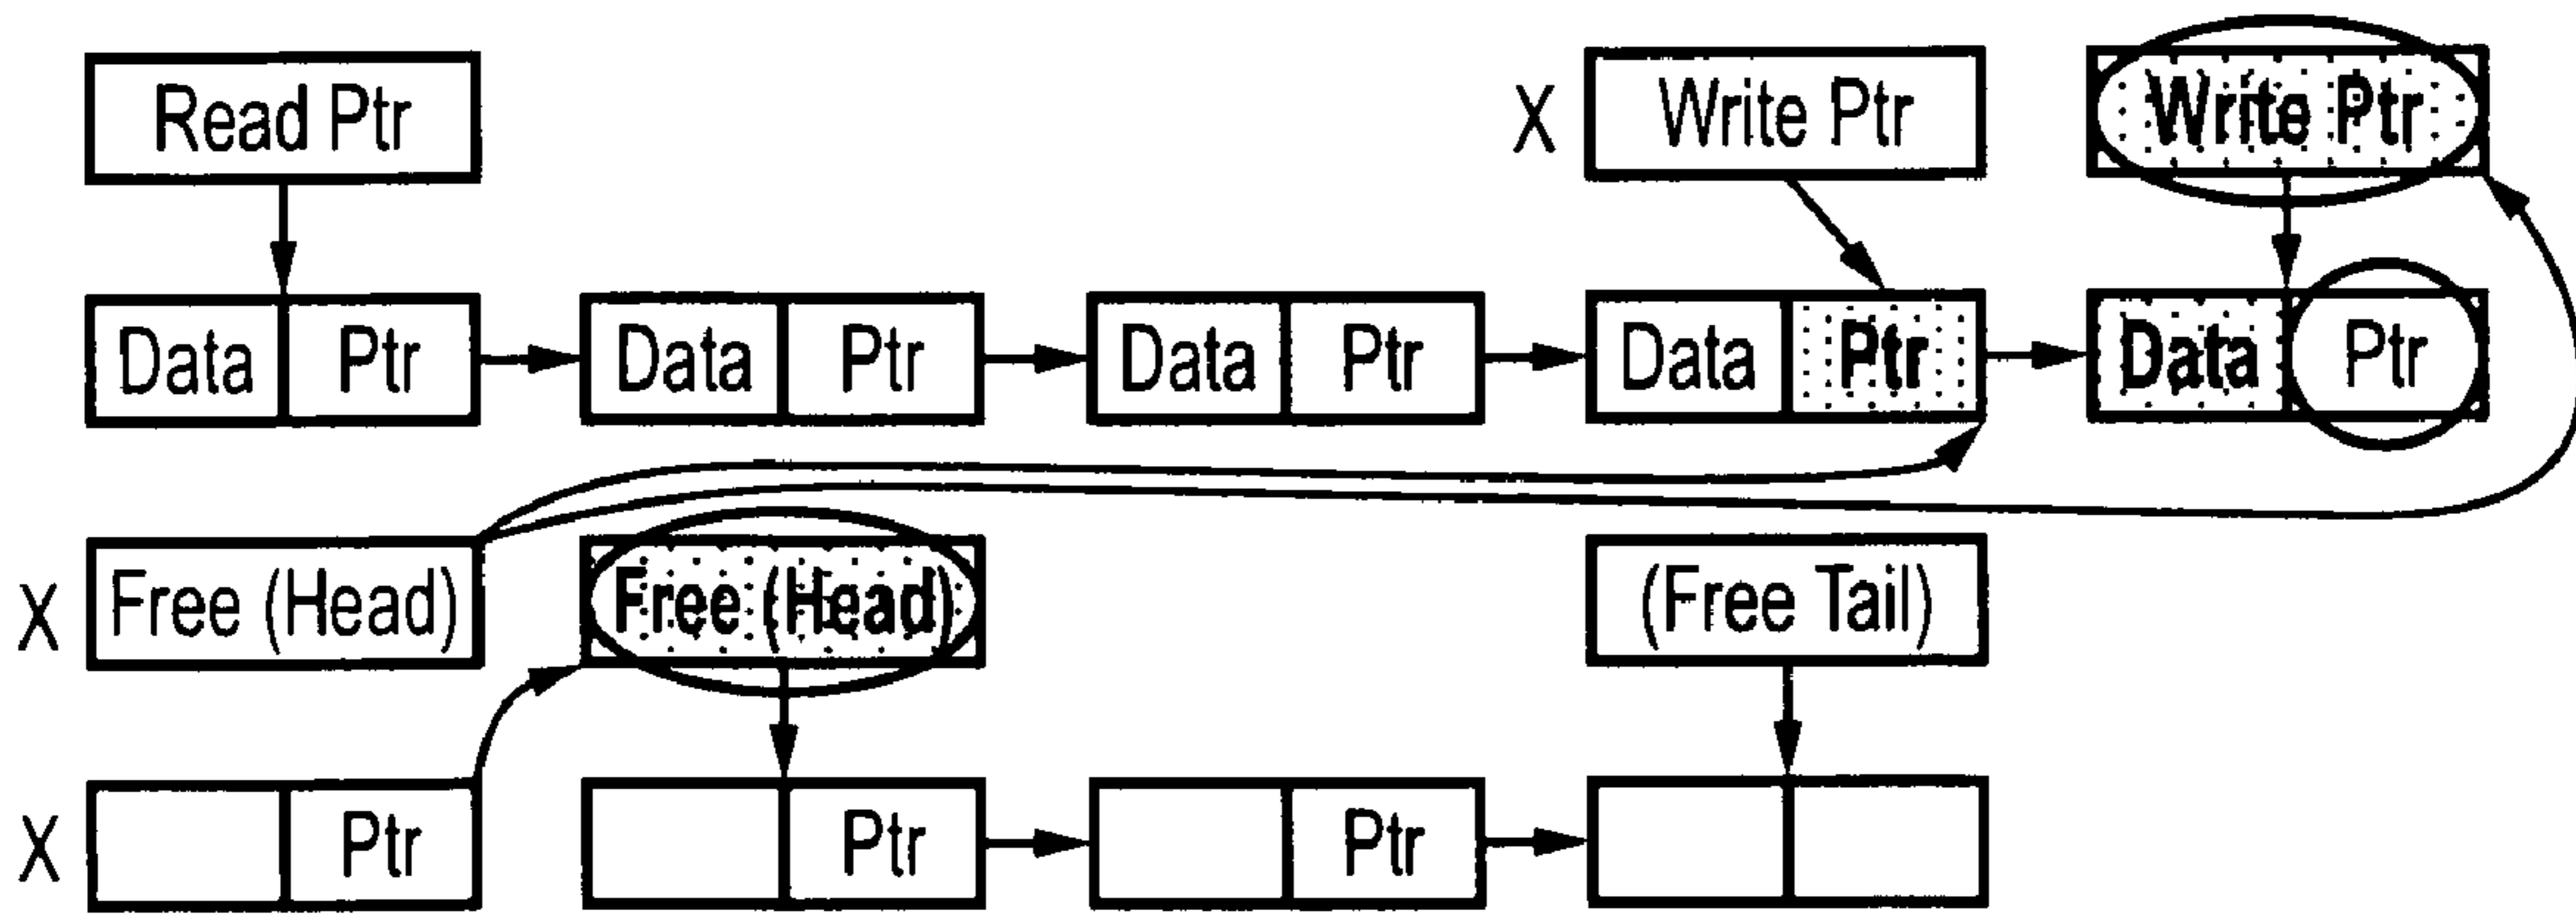 Read Ptr X Write Ptr Write Ptr
Data Ptr Data Ptr Data Ptr Data Ptr Data Ptr
X Free (Head) Free (Head) (Free Tail)
X Ptr Ptr Ptr